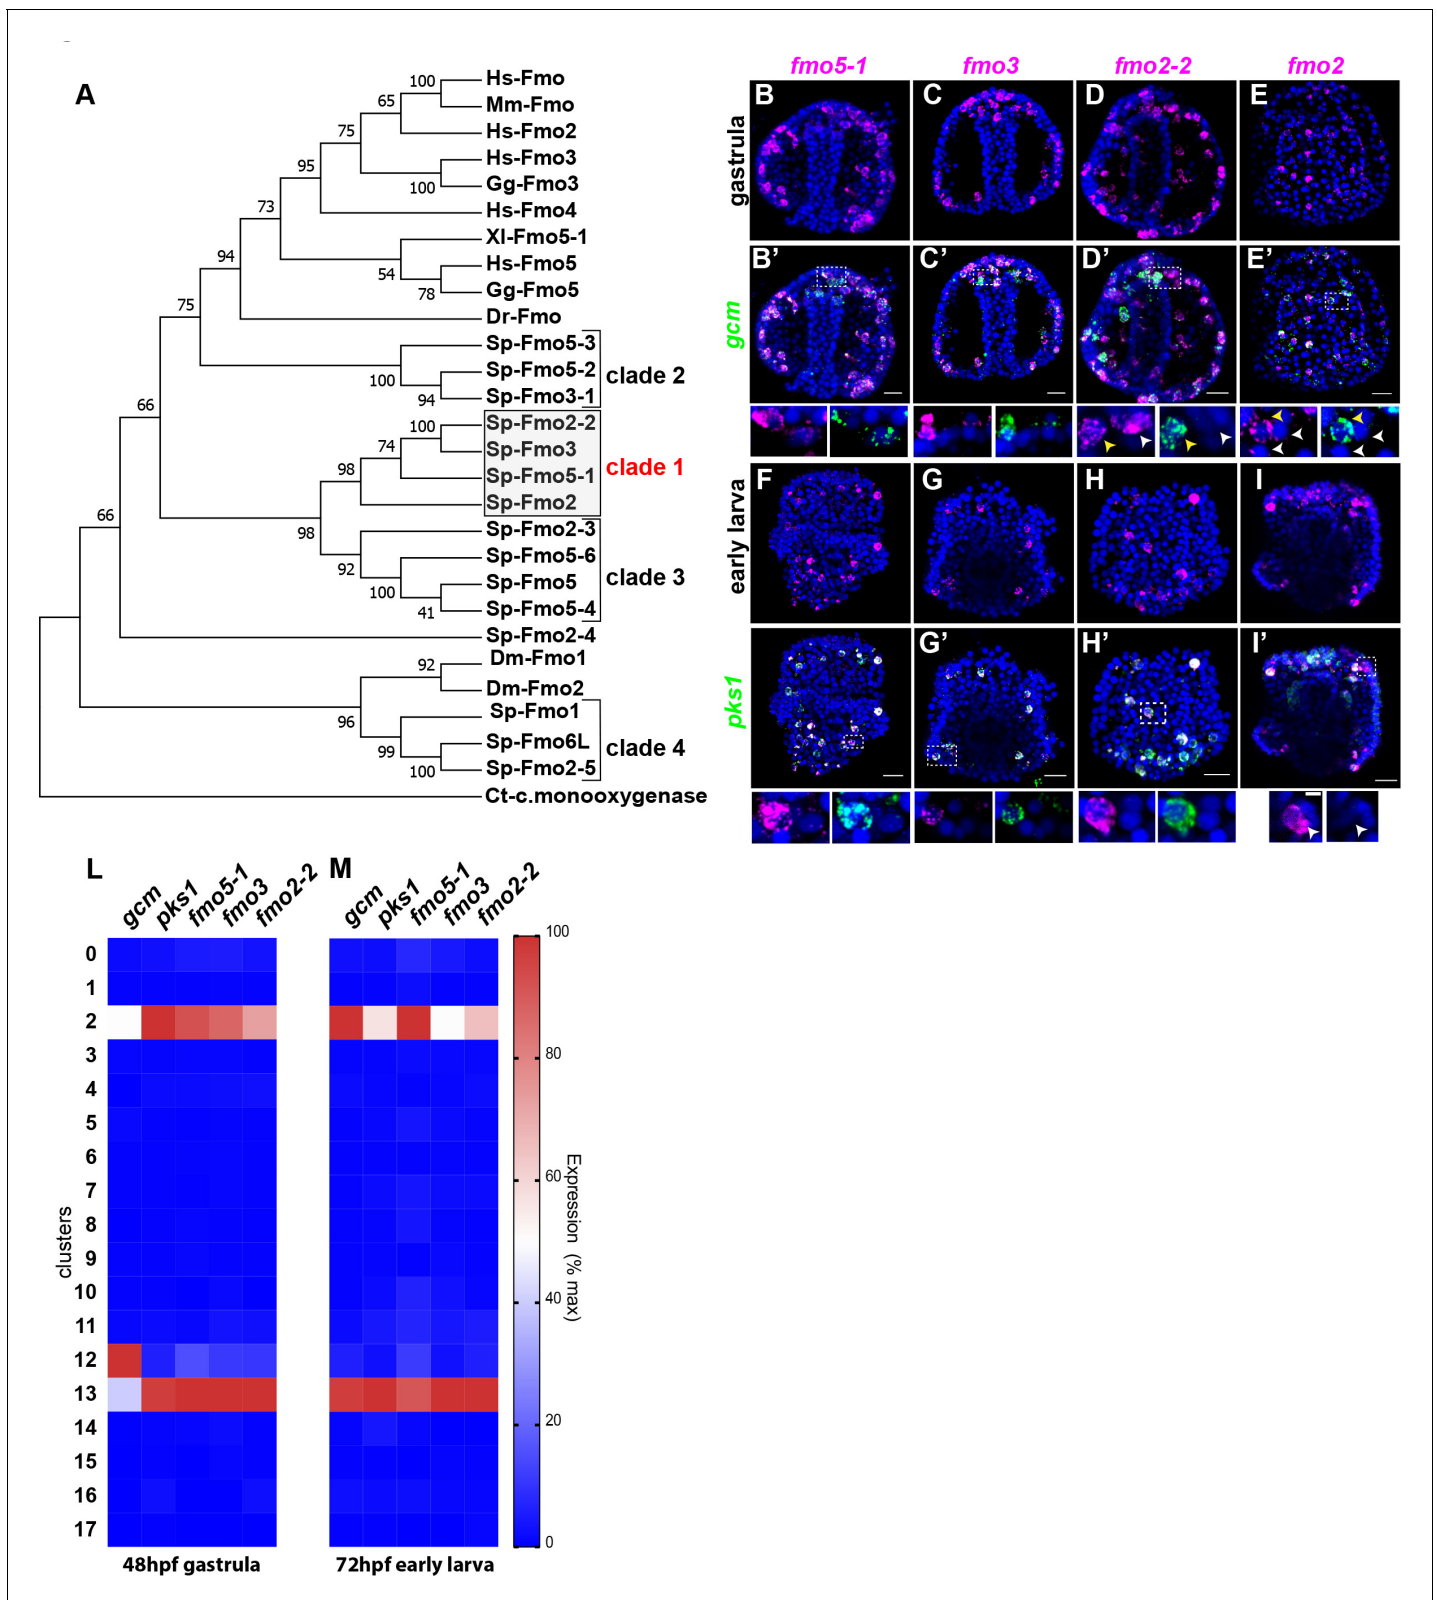 A
100
Hs-Fmo
65
Mm-Fmo
75
Hs-Fmo2
95
Hs-Fmo3
100
Gg-Fmo3
73
Hs-Fmo4
94
Xl-Fmo5-1
54
Hs-Fmo5
78
Gg-Fmo5
75
Dr-Fmo
Sp-Fmo5-3
100
Sp-Fmo5-2
clade 2
94
Sp-Fmo3-1
66
100
Sp-Fmo2-2
74
Sp-Fmo3
98
Sp-Fmo5-1
clade 1
Sp-Fmo2
66
98
Sp-Fmo2-3
92
Sp-Fmo5-6
100
Sp-Fmo5
clade 3
41
Sp-Fmo5-4
Sp-Fmo2-4
92
Dm-Fmo1
Dm-Fmo2
96
Sp-Fmo1
99
Sp-Fmo6L
clade 4
100
Sp-Fmo2-5
Ct-c.monooxygenase
fmo5-1
fmo3
fmo2-2
fmo2
gastrula
B
C
D
E
gcm
B’
C’
D’
E’
early larva
F
G
H
I
pks1
G’
H’
I’
L
gcm
pks1
fmo5-1
fmo3
fmo2-2
M
gcm
pks1
fmo5-1
fmo3
fmo2-2
clusters
0
1
2
3
4
5
6
7
8
9
10
11
12
13
14
15
16
17
100
80
60
40
20
0
Expression (% max)
48hpf gastrula
72hpf early larva